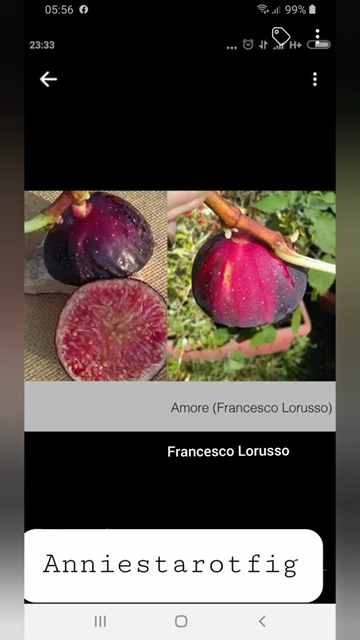 05:56
99%
23:33
H+
Amore (Francesco Lorusso)
Francesco Lorusso
Anniestarotfig